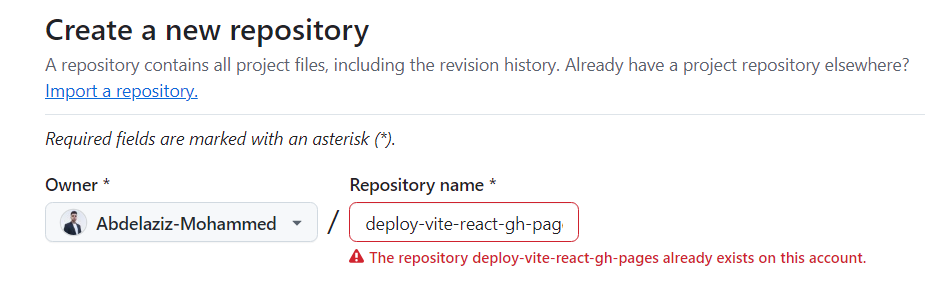 Create a new repository
A repository contains all project files, including the revision history. Already have a project repository elsewhere?
Import a repository.
Required fields are marked with an asterisk (*).
Owner *
Repository name *
Abdelaziz-Mohammed
/
deploy-vite-react-gh-pag
The repository deploy-vite-react-gh-pages already exists on this account.